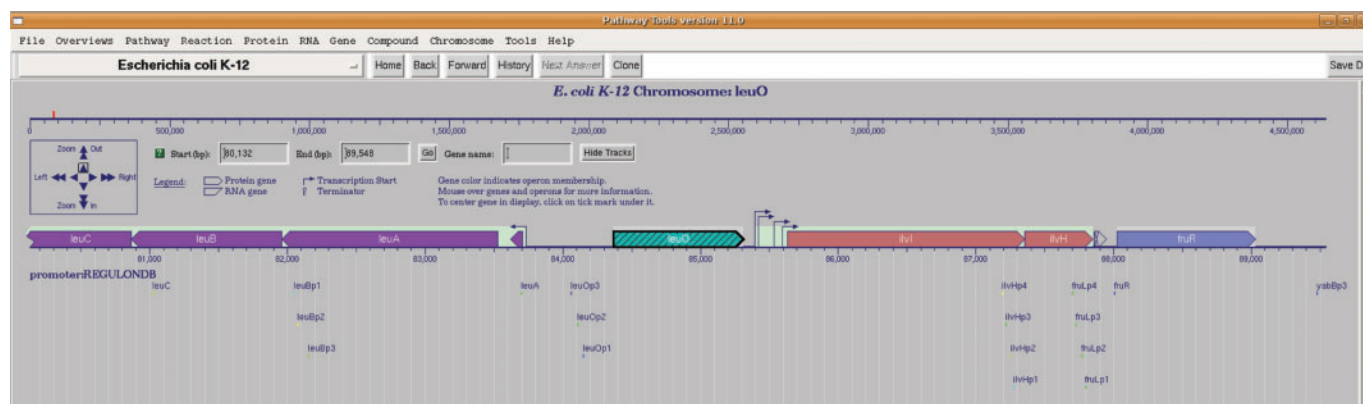 Pathway Tools version 11.0
File Overviews Pathway Reaction Protein RNA Gene Compound Chromosome Tools Help
Escherichia coli K-12 Home Back Forward History Next Answer Clone Save D
E. coli K-12 Chromosome: leuO
0 500,000 1,000,000 1,500,000 2,000,000 2,500,000 3,000,000 3,500,000 4,000,000 4,500,000
Zoom Out
? Start (bp): 80,132 End (bp): 89,548 Go Gene name: Hide Tracks
Left Right
Legend: Protein gene Transcription Start Gene color indicates operon membership.
RNA gene Terminator Mouse over genes and operons for more information.
Zoom In
To center gene in display, click on tick mark under it.
leuC leuB leuA leuO ilvI ilvH fruR
81,000 82,000 83,000 84,000 85,000 86,000 87,000 88,000 89,000
promoter:REGULONDB
leuC leuBp1 leuA leuOp3 ilvHp4 fruLp4 fruR yabBp3
leuBp2 leuOp2 ilvHp3 fruLp3
leuBp3 leuOp1 ilvHp2 fruLp2
ilvHp1 fruLp1